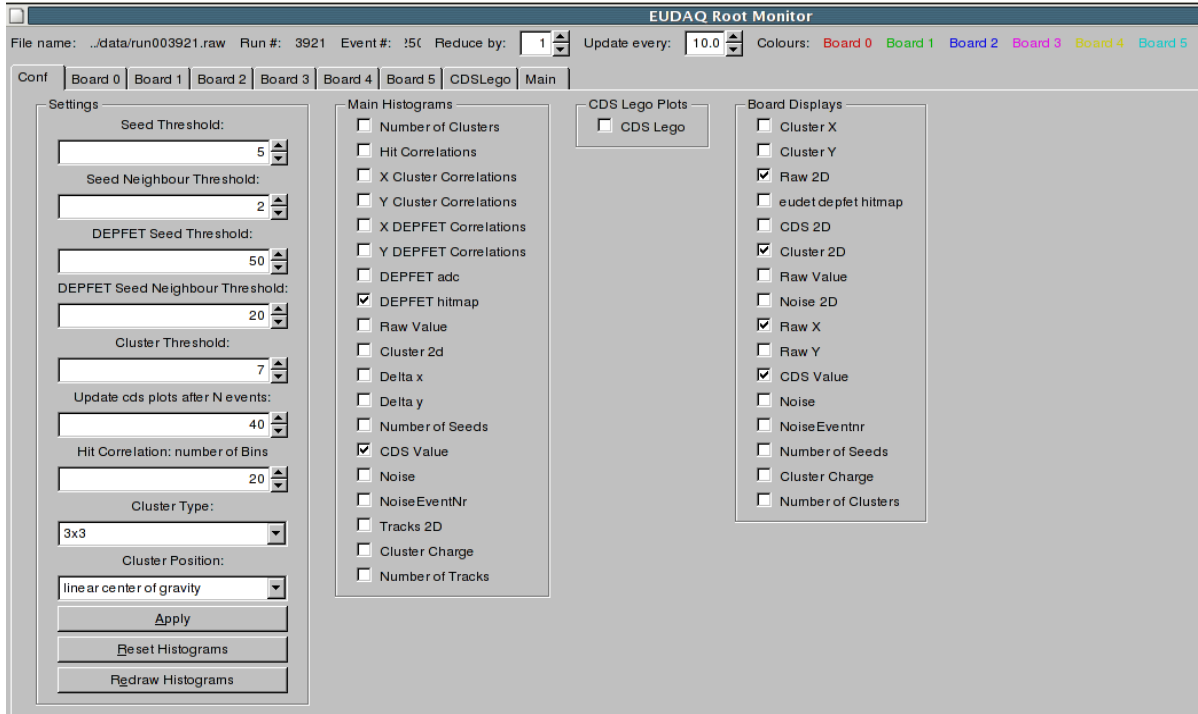 EUDAQ Root Monitor
File name: ../data/run003921.raw Run #: 3921 Event #: Reduce by: 1 Update every: 10.0 Colours: Board 0 Board 1 Board 2 Board 3 Board 4 Board 5
Conf Board 0 Board 1 Board 2 Board 3 Board 4 Board 5 CDSLego Main
Settings
Seed Threshold:
5
Seed Neighbour Threshold:
2
DEPFET Seed Threshold:
50
DEPFET Seed Neighbour Threshold:
20
Cluster Threshold:
7
Update cds plots after N events:
40
Hit Correlation: number of Bins
20
Cluster Type:
3x3
Cluster Position:
linear center of gravity
Apply
Reset Histograms
Redraw Histograms
Main Histograms
Number of Clusters
Hit Correlations
X Cluster Correlations
Y Cluster Correlations
X DEPFET Correlations
Y DEPFET Correlations
DEPFET adc
DEPFET hitmap
Raw Value
Cluster 2d
Delta x
Delta y
Number of Seeds
CDS Value
Noise
NoiseEventNr
Tracks 2D
Cluster Charge
Number of Tracks
CDS Lego Plots
CDS Lego
Board Displays
Cluster X
Cluster Y
Raw 2D
eudet depfet hitmap
CDS 2D
Cluster 2D
Raw Value
Noise 2D
Raw X
Raw Y
CDS Value
Noise
NoiseEventnr
Number of Seeds
Cluster Charge
Number of Clusters